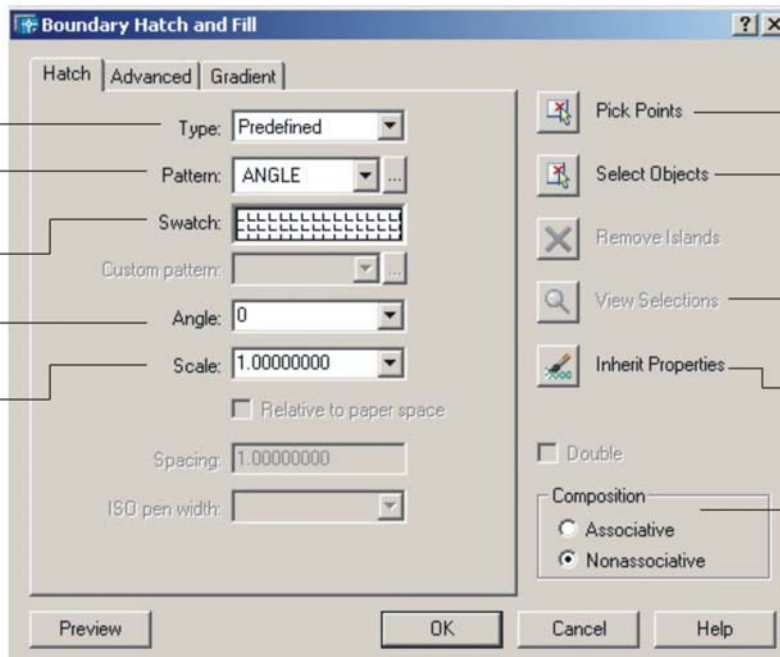 Boundary Hatch and Fill
Hatch Advanced Gradient
Type: Predefined
Pattern: ANGLE ...
Swatch:
Custom pattern: ...
Angle: 0
Scale: 1.00000000
Relative to paper space
Spacing: 1.00000000
ISO pen width:
Pick Points
Select Objects
Remove Islands
View Selections
Inherit Properties
Double
Composition
Associative
Nonassociative
Preview OK Cancel Help